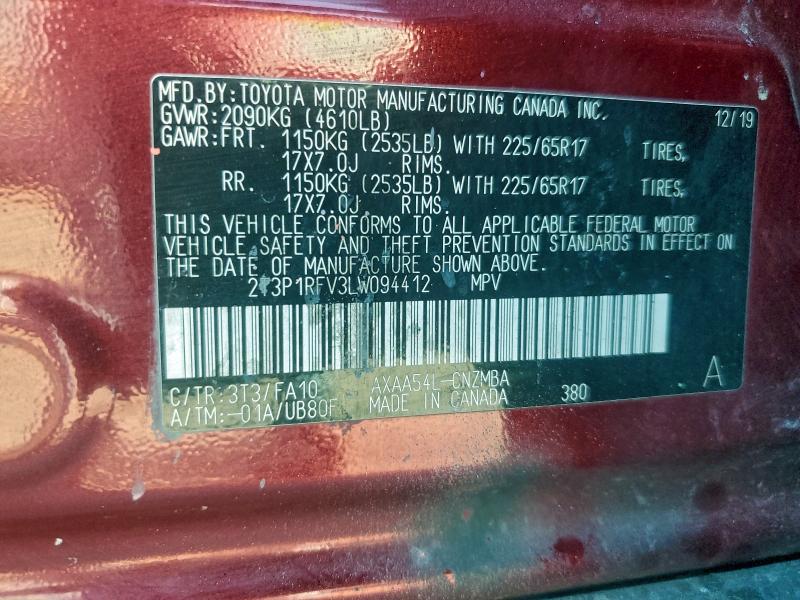 MFD.BY:TOYOTA MOTOR MANUFACTURING CANADA INC.
GVWR:2090KG (4610LB) 12/19
GAWR:FRT. 1150KG (2535LB) WITH 225/65R17 TIRES,
17X7.0J RIMS.
RR. 1150KG (2535LB) WITH 225/65R17 TIRES,
17X7.0J RIMS.
THIS VEHICLE CONFORMS TO ALL APPLICABLE FEDERAL MOTOR
VEHICLE SAFETY AND THEFT PREVENTION STANDARDS IN EFFECT ON
THE DATE OF MANUFACTURE SHOWN ABOVE.
2T3P1RFV3LW094412 MPV
C/TR:3T3/FA10 AXAA54L-CNZMBA A
A/TM:-01A/UB80F MADE IN CANADA 380